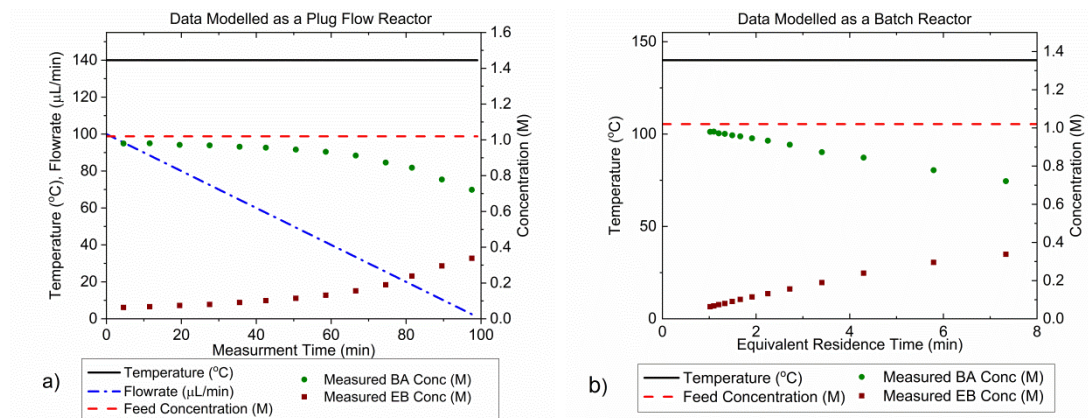 Data Modelled as a Plug Flow Reactor
140
120
100
80
60
40
20
0
Temperature (°C), Flowrate (µL/min)
1.6
1.4
1.2
1.0
0.8
0.6
0.4
0.2
0.0
Concentration (M)
0 20 40 60 80 100
Measurment Time (min)
a)
Temperature (°C)
Flowrate (µL/min)
Feed Concentration (M)
Measured BA Conc (M)
Measured EB Conc (M)
Data Modelled as a Batch Reactor
150
100
50
0
Temperature (°C)
1.4
1.2
1.0
0.8
0.6
0.4
0.2
0.0
Concentration (M)
0 2 4 6 8
Equivalent Residence Time (min)
b)
Temperature (°C)
Feed Concentration (M)
Measured BA Conc (M)
Measured EB Conc (M)